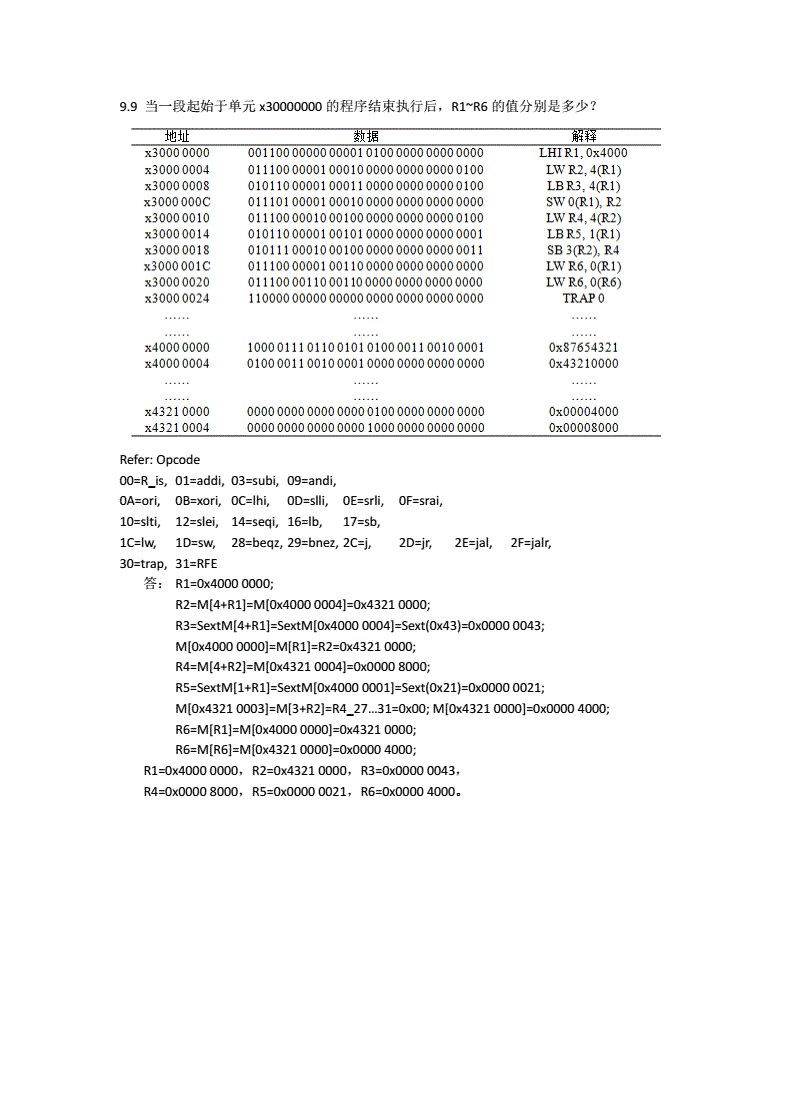 9.9 当一段起始于单元 x30000000 的程序结束执行后，R1~R6 的值分别是多少？
地址 数据 解释
x3000 0000 001100 00000 00001 0100 0000 0000 0000 LHI R1, 0x4000
x3000 0004 011100 00001 00010 0000 0000 0000 0100 LW R2, 4(R1)
x3000 0008 010110 00001 00011 0000 0000 0000 0100 LB R3, 4(R1)
x3000 000C 011101 00001 00010 0000 0000 0000 0000 SW 0(R1), R2
x3000 0010 011100 00010 00100 0000 0000 0000 0100 LW R4, 4(R2)
x3000 0014 010110 00001 00101 0000 0000 0000 0001 LB R5, 1(R1)
x3000 0018 010111 00010 00100 0000 0000 0000 0011 SB 3(R2), R4
x3000 001C 011100 00001 00110 0000 0000 0000 0000 LW R6, 0(R1)
x3000 0020 011100 00110 00110 0000 0000 0000 0000 LW R6, 0(R6)
x3000 0024 110000 00000 00000 0000 0000 0000 0000 TRAP 0
…… …… ……
…… …… ……
x4000 0000 1000 0111 0110 0101 0100 0011 0010 0001 0x87654321
x4000 0004 0100 0011 0010 0001 0000 0000 0000 0000 0x43210000
…… …… ……
…… …… ……
x4321 0000 0000 0000 0000 0000 0100 0000 0000 0000 0x00004000
x4321 0004 0000 0000 0000 0000 1000 0000 0000 0000 0x00008000
Refer: Opcode
00=R_is, 01=addi, 03=subi, 09=andi,
0A=ori, 0B=xori, 0C=lhi, 0D=slli, 0E=srli, 0F=srai,
10=slti, 12=slei, 14=seqi, 16=lb, 17=sb,
1C=lw, 1D=sw, 28=beqz, 29=bnez, 2C=j, 2D=jr, 2E=jal, 2F=jalr,
30=trap, 31=RFE
答： R1=0x4000 0000;
R2=M[4+R1]=M[0x4000 0004]=0x4321 0000;
R3=SextM[4+R1]=SextM[0x4000 0004]=Sext(0x43)=0x0000 0043;
M[0x4000 0000]=M[R1]=R2=0x4321 0000;
R4=M[4+R2]=M[0x4321 0004]=0x0000 8000;
R5=SextM[1+R1]=SextM[0x4000 0001]=Sext(0x21)=0x0000 0021;
M[0x4321 0003]=M[3+R2]=R4_27…31=0x00; M[0x4321 0000]=0x0000 4000;
R6=M[R1]=M[0x4000 0000]=0x4321 0000;
R6=M[R6]=M[0x4321 0000]=0x0000 4000;
R1=0x4000 0000，R2=0x4321 0000，R3=0x0000 0043，
R4=0x0000 8000，R5=0x0000 0021，R6=0x0000 4000。